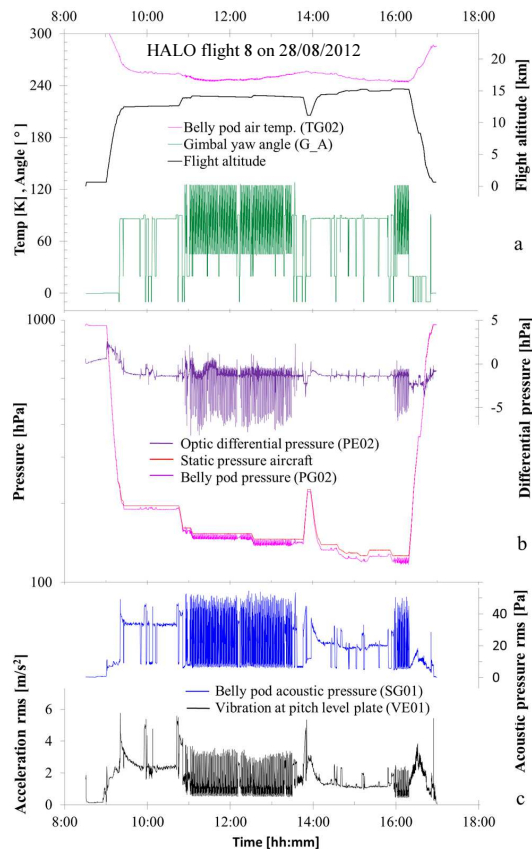 8:00 10:00 12:00 14:00 16:00 18:00
HALO flight 8 on 28/08/2012
300
240
180
120
60
0
Temp [K] , Angle [ ° ]
Belly pod air temp. (TG02)
Gimbal yaw angle (G_A)
Flight altitude
20
15
10
5
0
Flight altitude [km]
a
1000
100
Pressure [hPa]
Optic differential pressure (PE02)
Static pressure aircraft
Belly pod pressure (PG02)
5
0
-5
Differential pressure [hPa]
b
Belly pod acoustic pressure (SG01)
Vibration at pitch level plate (VE01)
40
20
0
Acoustic pressure rms [Pa]
6
4
2
0
Acceleration rms [m/s²]
c
8:00 10:00 12:00 14:00 16:00 18:00
Time [hh:mm]